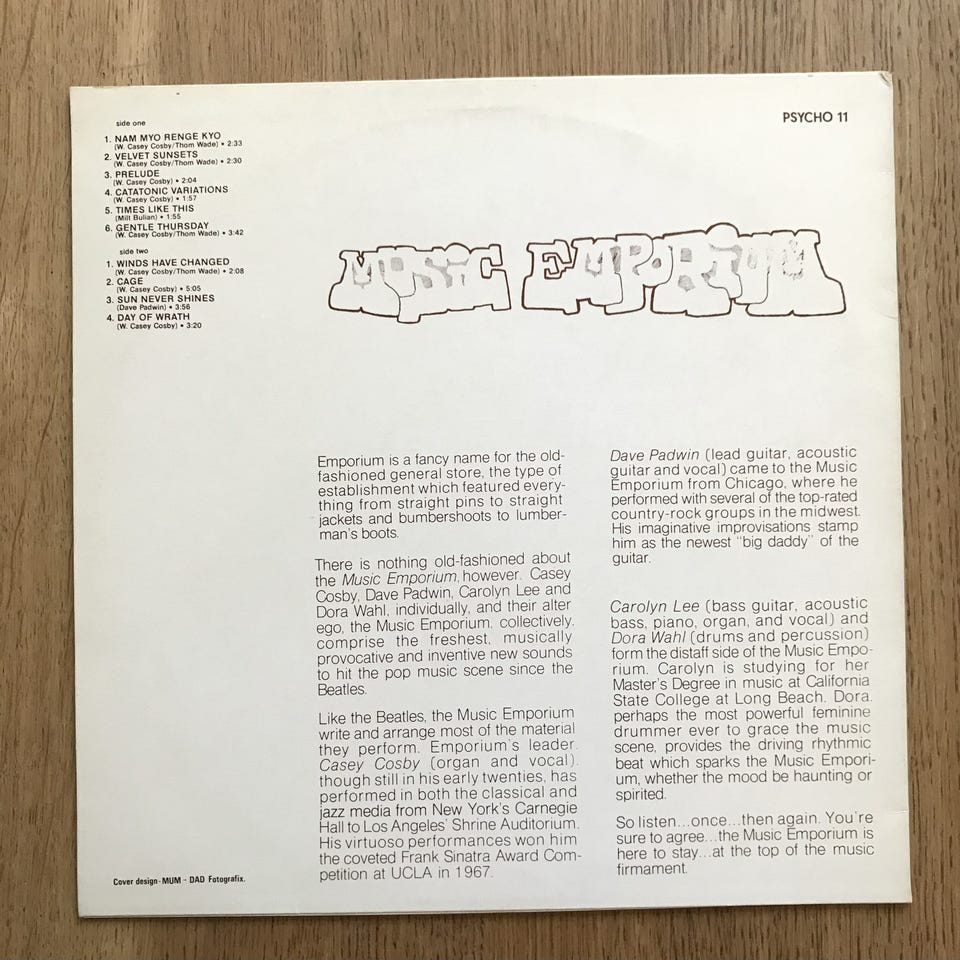 side one
1. NAM MYO RENGE KYO
(W. Casey Cosby/Thom Wade) • 2:33
2. VELVET SUNSETS
(W. Casey Cosby/Thom Wade) • 2:30
3. PRELUDE
(W. Casey Cosby) • 2:04
4. CATATONIC VARIATIONS
(W. Casey Cosby) • 1:57
5. TIMES LIKE THIS
(Milt Bulian) • 1:55
6. GENTLE THURSDAY
(W. Casey Cosby/Thom Wade) • 3:42
side two
1. WINDS HAVE CHANGED
(W. Casey Cosby/Thom Wade) • 2:08
2. CAGE
(W. Casey Cosby) • 5:05
3. SUN NEVER SHINES
(Dave Padwin) • 3:56
4. DAY OF WRATH
(W. Casey Cosby) • 3:20
PSYCHO 11
MUSIC EMPORIUM
Emporium is a fancy name for the old-
fashioned general store, the type of
establishment which featured every-
thing from straight pins to straight
jackets and bumbershoots to lumber-
man's boots.
There is nothing old-fashioned about
the Music Emporium, however. Casey
Cosby, Dave Padwin, Carolyn Lee and
Dora Wahl, individually, and their alter
ego, the Music Emporium, collectively,
comprise the freshest, musically
provocative and inventive new sounds
to hit the pop music scene since the
Beatles.
Like the Beatles, the Music Emporium
write and arrange most of the material
they perform. Emporium's leader,
Casey Cosby (organ and vocal),
though still in his early twenties, has
performed in both the classical and
jazz media from New York's Carnegie
Hall to Los Angeles' Shrine Auditorium.
His virtuoso performances won him
the coveted Frank Sinatra Award Com-
petition at UCLA in 1967.
Dave Padwin (lead guitar, acoustic
guitar and vocal) came to the Music
Emporium from Chicago, where he
performed with several of the top-rated
country-rock groups in the midwest.
His imaginative improvisations stamp
him as the newest "big daddy" of the
guitar.
Carolyn Lee (bass guitar, acoustic
bass, piano, organ, and vocal) and
Dora Wahl (drums and percussion)
form the distaff side of the Music Empo-
rium. Carolyn is studying for her
Master's Degree in music at California
State College at Long Beach. Dora,
perhaps the most powerful feminine
drummer ever to grace the music
scene, provides the driving rhythmic
beat which sparks the Music Empori-
um, whether the mood be haunting or
spirited.
So listen...once...then again. You're
sure to agree...the Music Emporium is
here to stay...at the top of the music
firmament.
Cover design-MUM - DAD Fotografix.